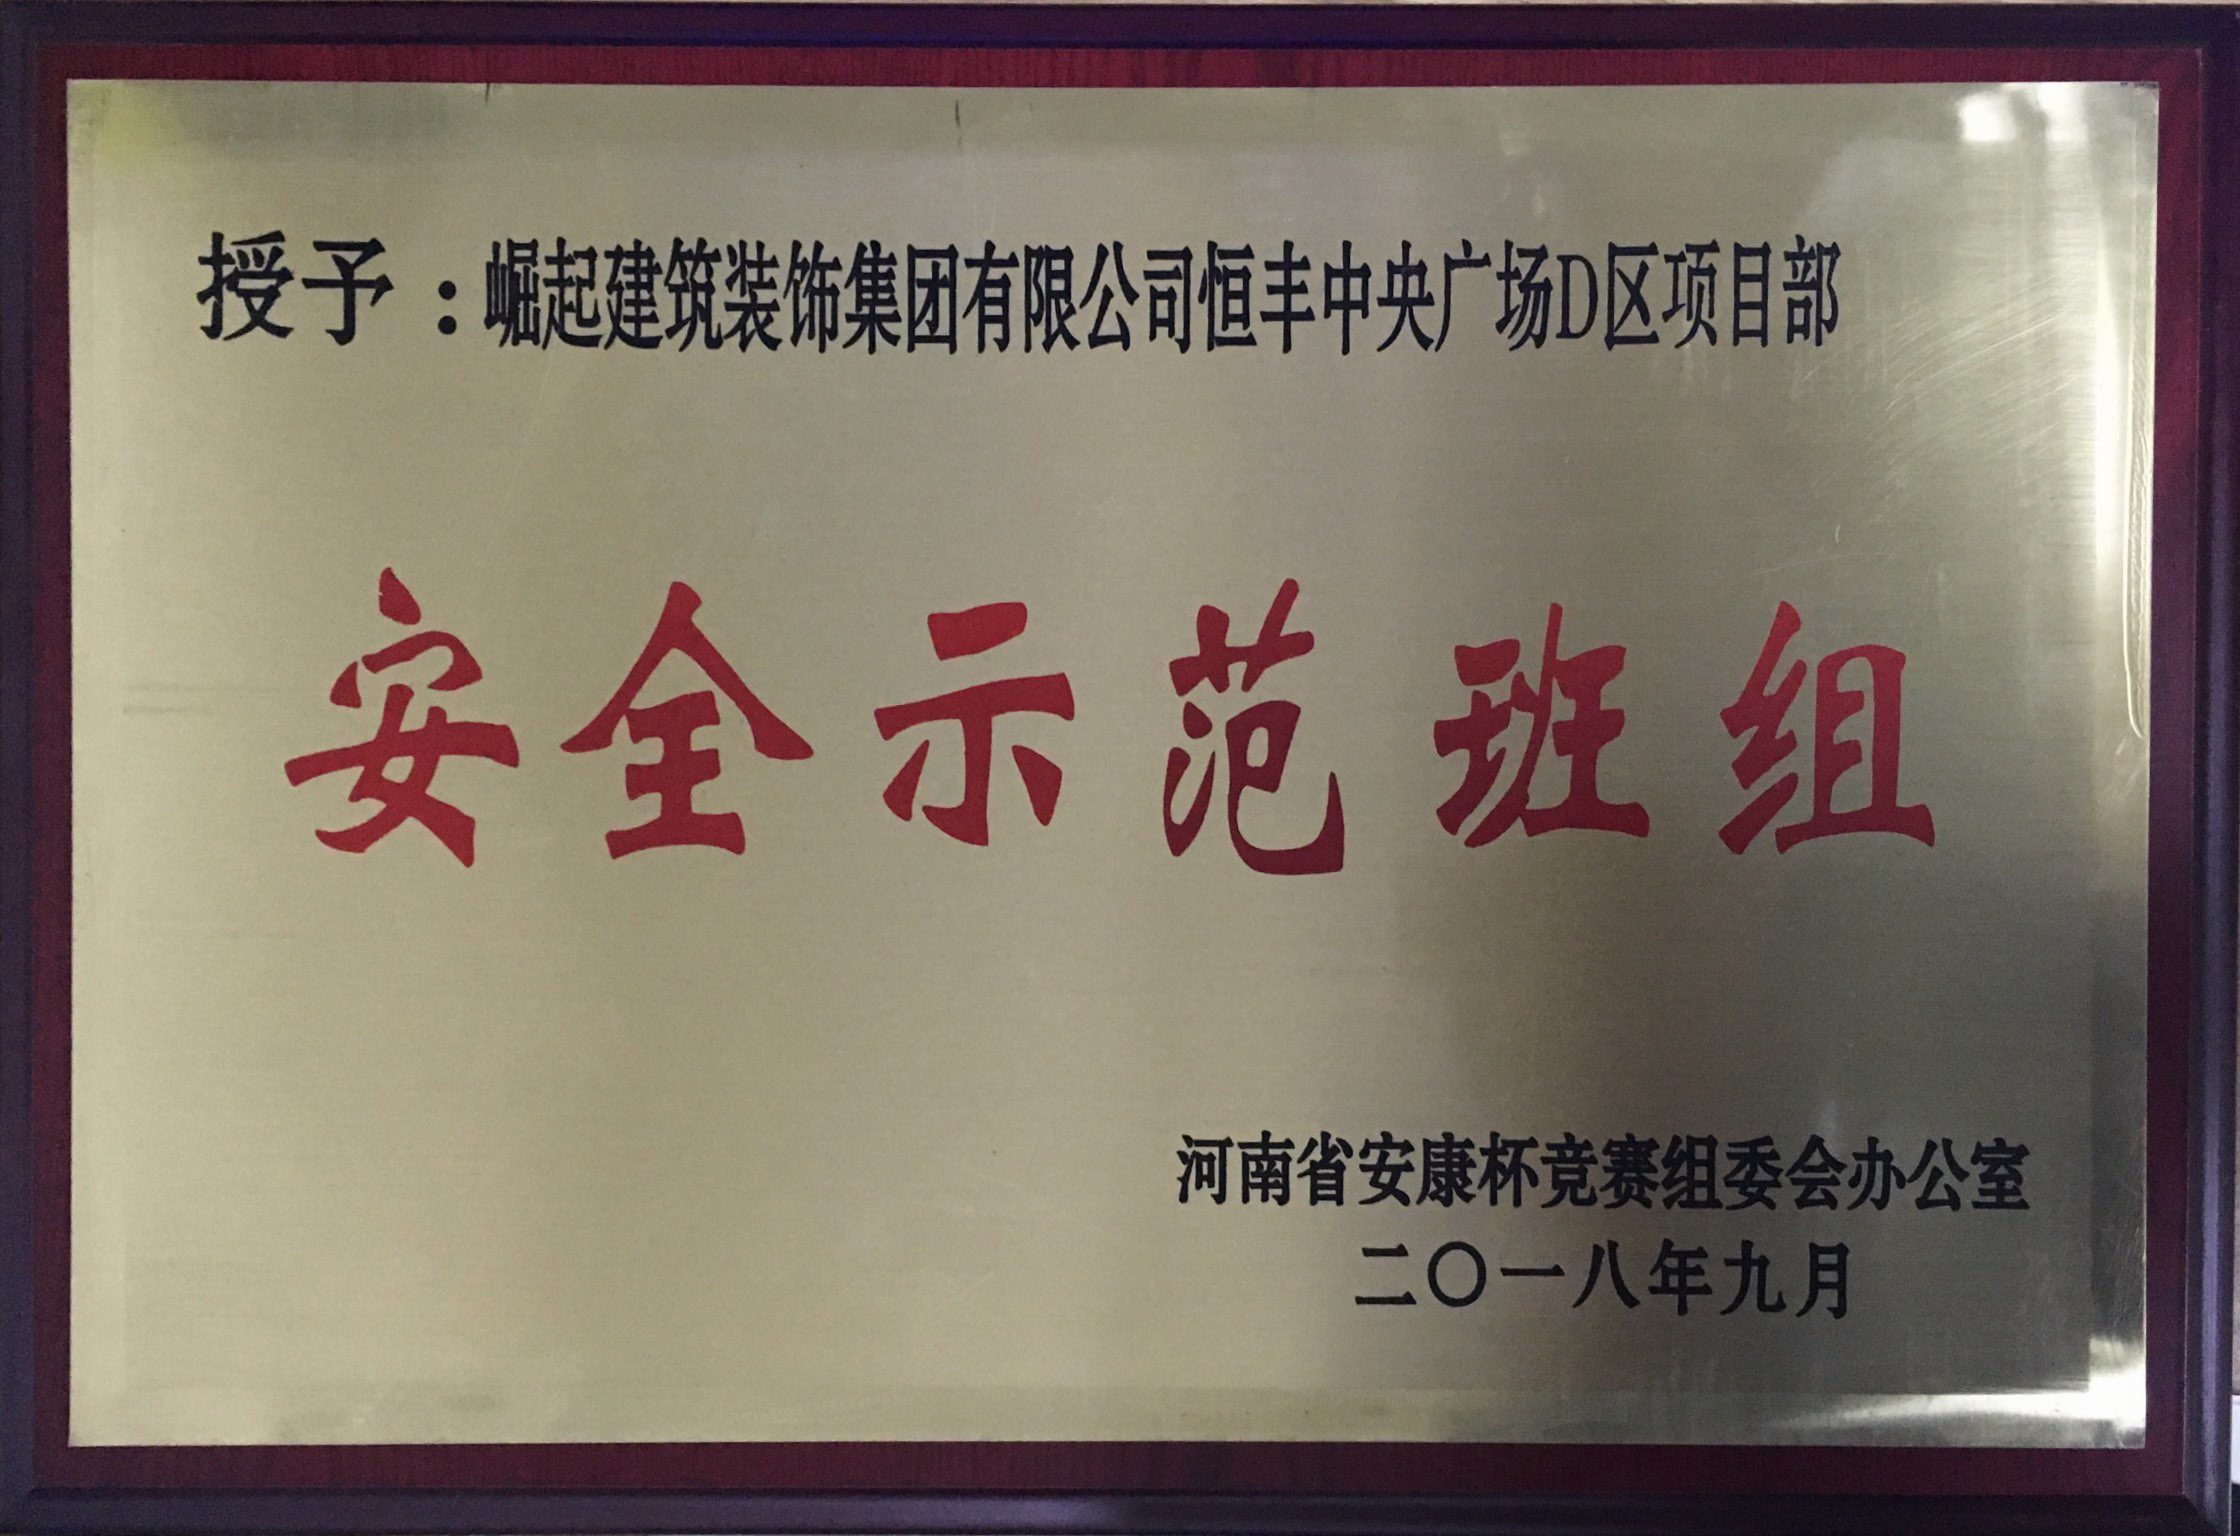 授予：崛起建筑装饰集团有限公司恒丰中央广场D区项目部
安全示范班组
河南省安康杯竞赛组委会办公室
二〇一八年九月